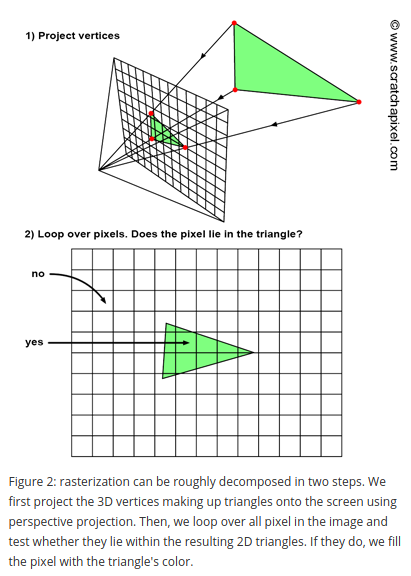 1) Project vertices
© www.scratchapixel.com
2) Loop over pixels. Does the pixel lie in the triangle?
no
yes
Figure 2: rasterization can be roughly decomposed in two steps. We
first project the 3D vertices making up triangles onto the screen using
perspective projection. Then, we loop over all pixel in the image and
test whether they lie within the resulting 2D triangles. If they do, we fill
the pixel with the triangle's color.